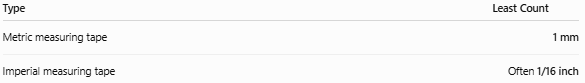 Type Least Count
Metric measuring tape 1 mm
Imperial measuring tape Often 1/16 inch